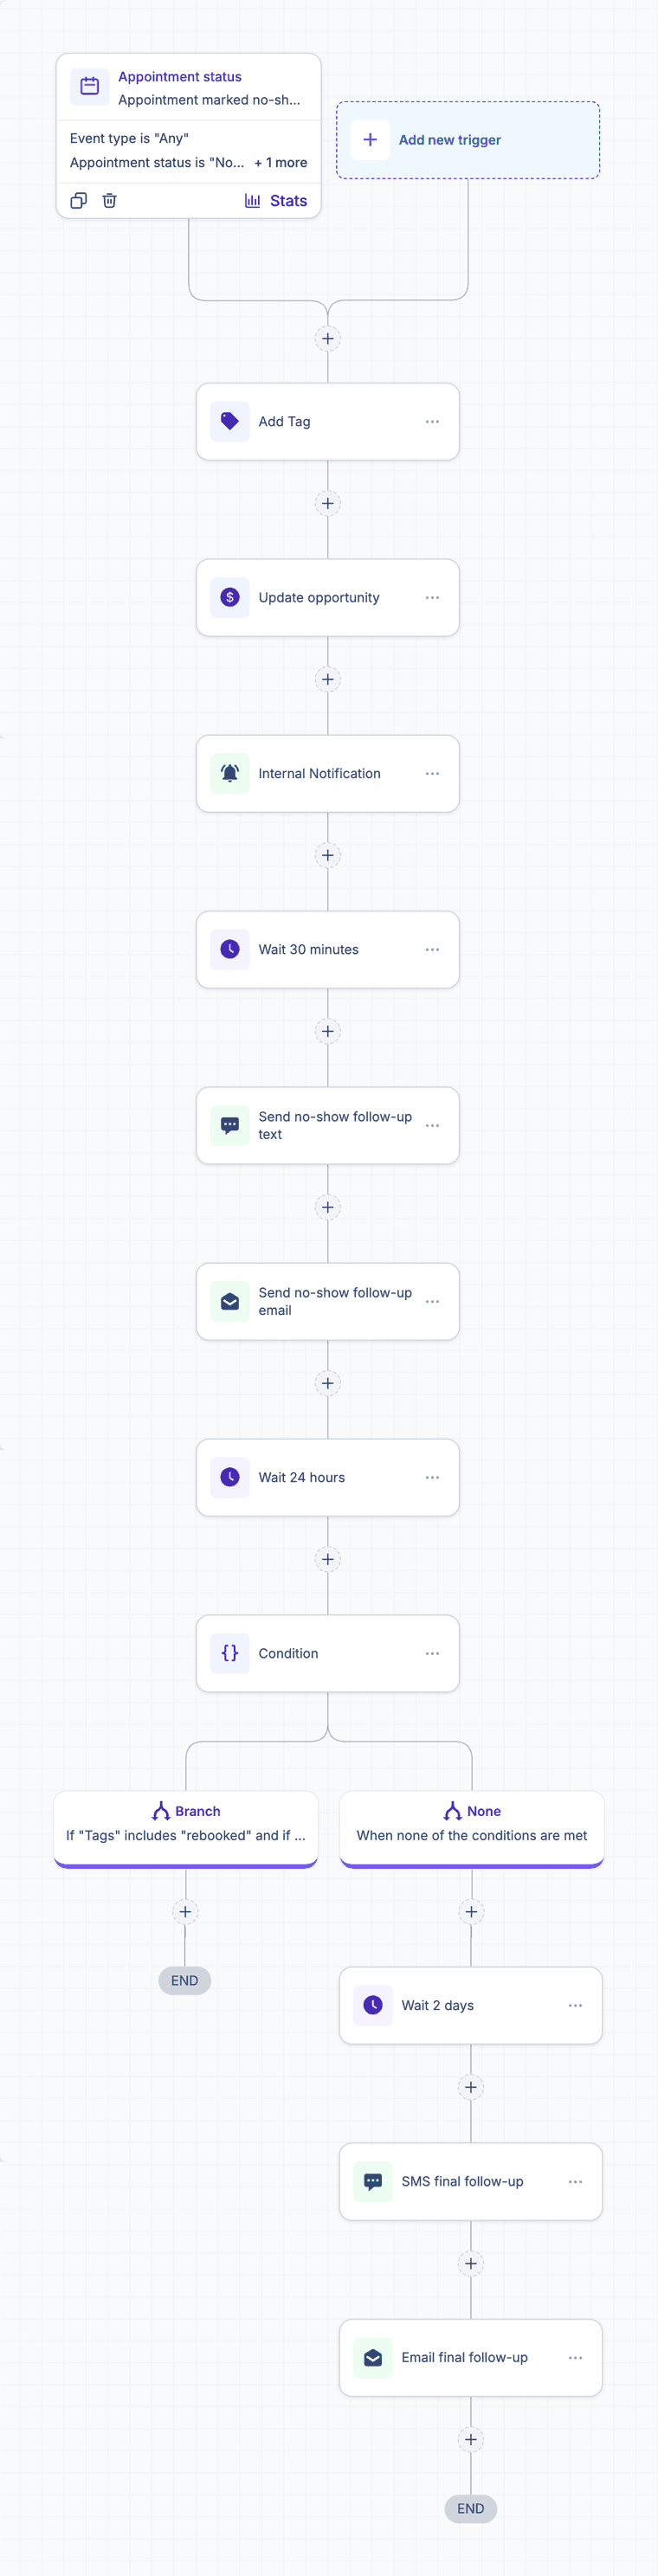 Appointment status
Appointment marked no-sh...
Event type is "Any"
Appointment status is "No... + 1 more
Stats
Add new trigger
Add Tag
Update opportunity
Internal Notification
Wait 30 minutes
Send no-show follow-up
text
Send no-show follow-up
email
Wait 24 hours
Condition
Branch
If "Tags" includes "rebooked" and if ...
None
When none of the conditions are met
END
Wait 2 days
SMS final follow-up
Email final follow-up
END